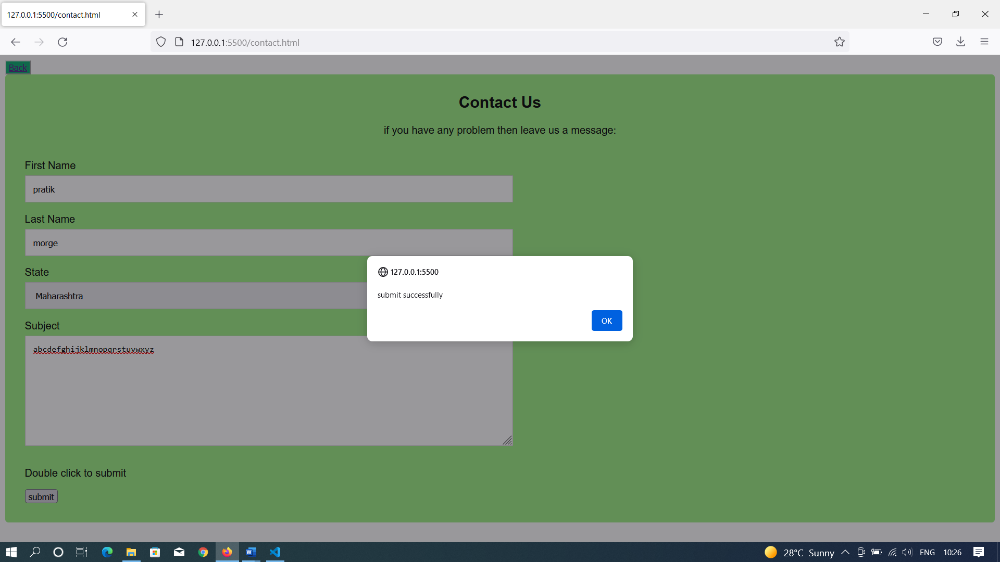 127.0.0.1:5500/contact.html
127.0.0.1:5500/contact.html
Back
Contact Us
if you have any problem then leave us a message:
First Name
pratik
Last Name
morge
State
Maharashtra
Subject
abcdefghijklmnopqrstuvwxyz
127.0.0.1:5500
submit successfully
OK
Double click to submit
submit
28°C Sunny ENG 10:26